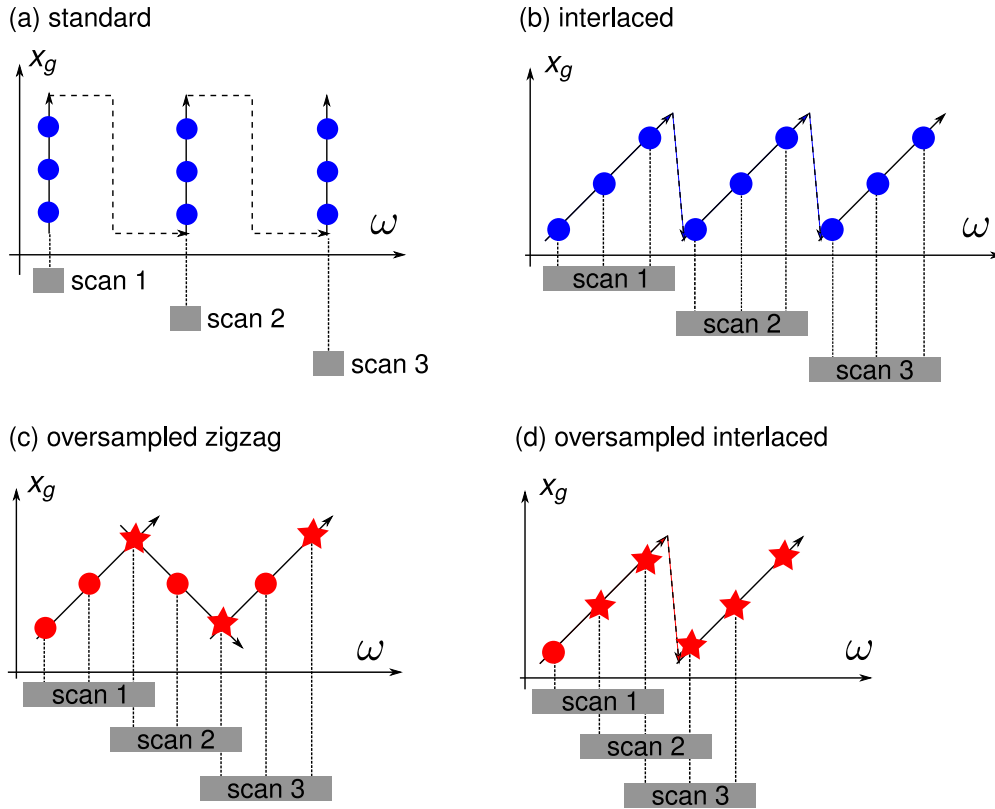 (a) standard
x_g
ω
scan 1
scan 2
scan 3
(b) interlaced
x_g
ω
scan 1
scan 2
scan 3
(c) oversampled zigzag
x_g
ω
scan 1
scan 2
scan 3
(d) oversampled interlaced
x_g
ω
scan 1
scan 2
scan 3